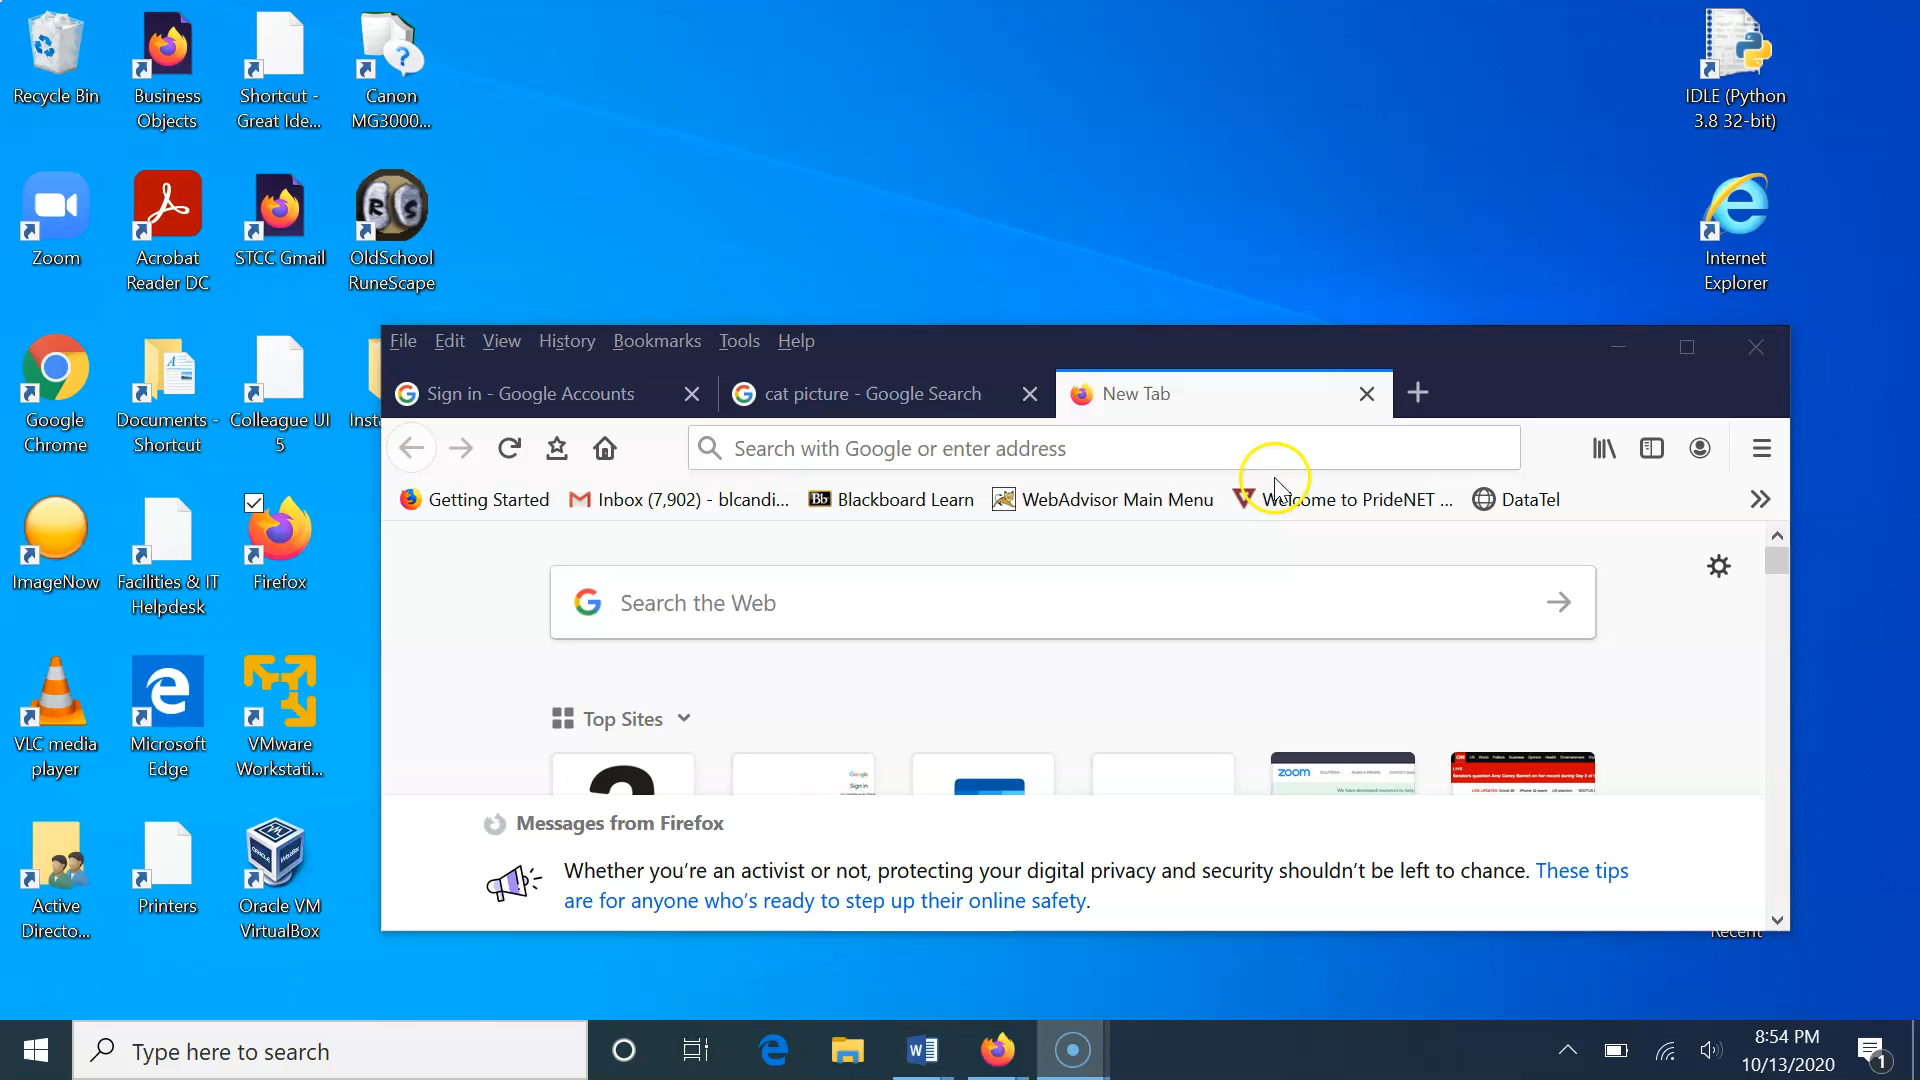 Recycle Bin
Business
Objects
Shortcut -
Great Ide...
Canon
MG3000...
IDLE (Python
3.8 32-bit)
Zoom
Acrobat
Reader DC
STCC Gmail
OldSchool
RuneScape
Internet
Explorer
Google
Chrome
Documents -
Shortcut
Colleague UI
5
Inst
ImageNow
Facilities & IT
Helpdesk
Firefox
VLC media
player
Microsoft
Edge
VMware
Workstati...
Active
Directo...
Printers
Oracle VM
VirtualBox
Recent
File Edit View History Bookmarks Tools Help
Sign in - Google Accounts
cat picture - Google Search
New Tab
Search with Google or enter address
Getting Started
Inbox (7,902) - blcandi...
Bb Blackboard Learn
WebAdvisor Main Menu
Welcome to PrideNET ...
DataTel
Search the Web
Top Sites
Google
Sign in
zoom
Messages from Firefox
Whether you're an activist or not, protecting your digital privacy and security shouldn't be left to chance. These tips
are for anyone who's ready to step up their online safety.
Type here to search
8:54 PM
10/13/2020
1